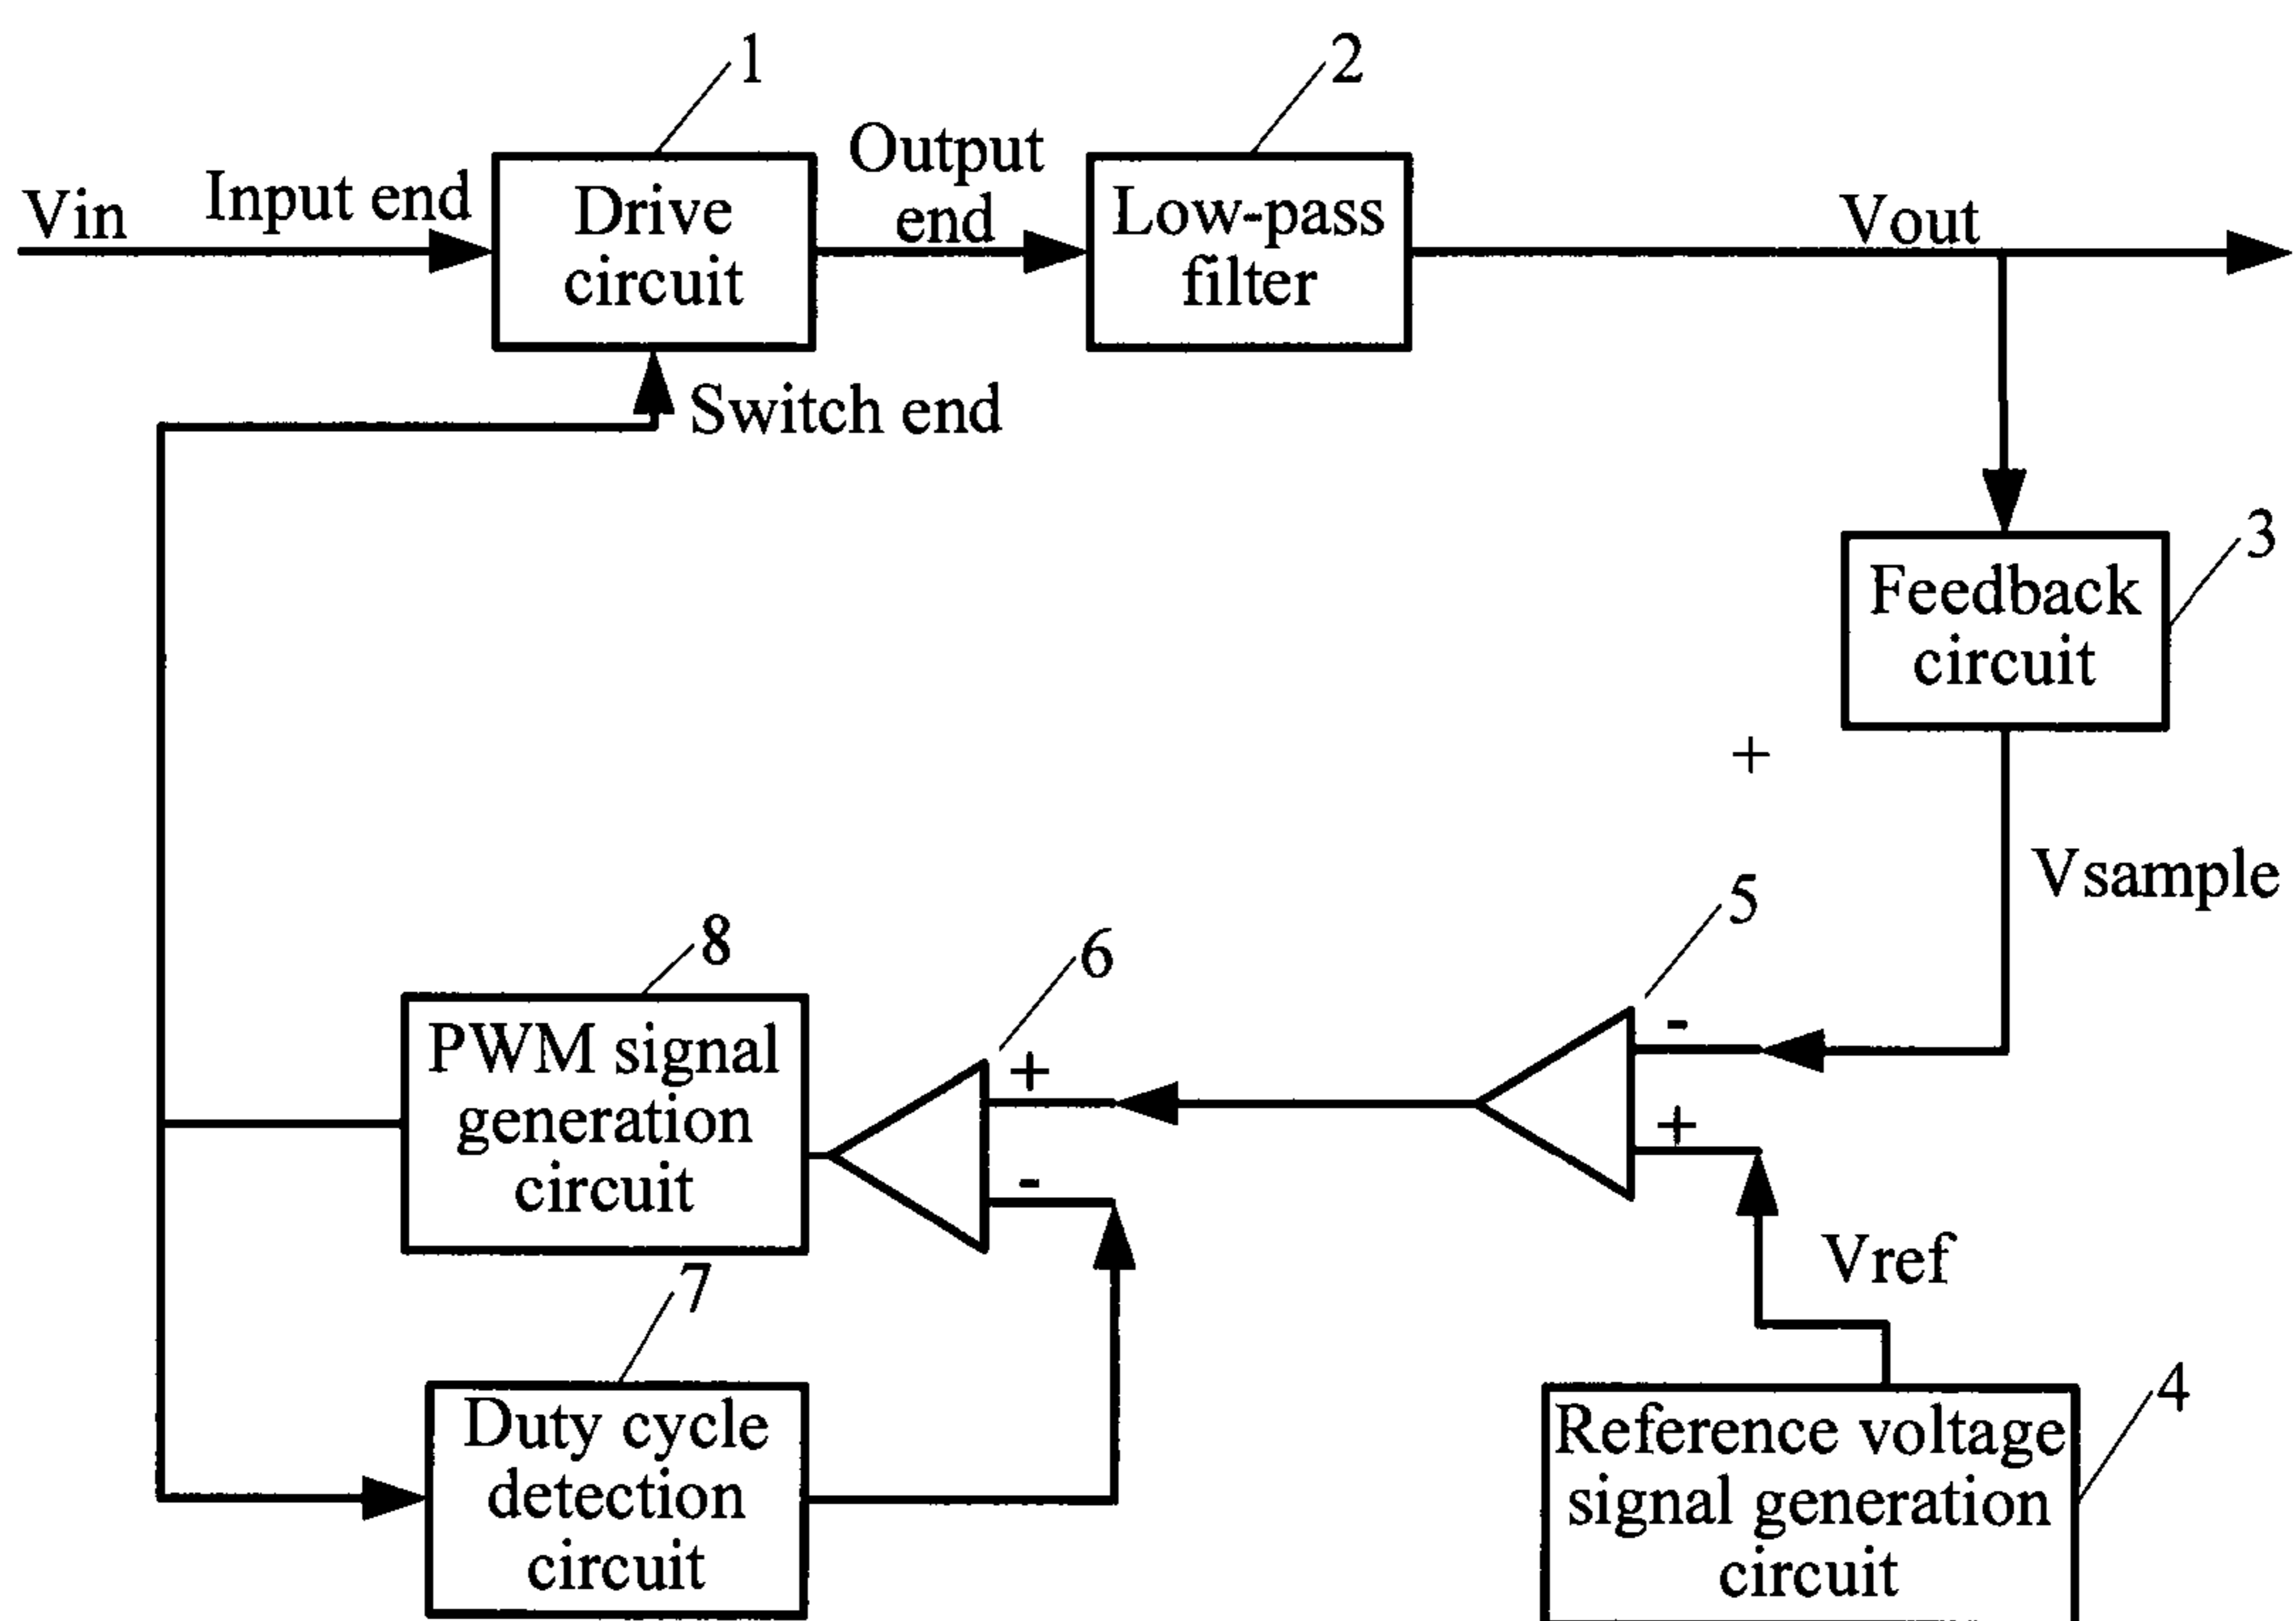 1
2
Vin
Input end
Drive
circuit
Output
end
Low-pass
filter
Vout
Switch end
3
Feedback
circuit
+
Vsample
5
-
+
6
+
-
8
PWM signal
generation
circuit
Vref
7
Duty cycle
detection
circuit
4
Reference voltage
signal generation
circuit